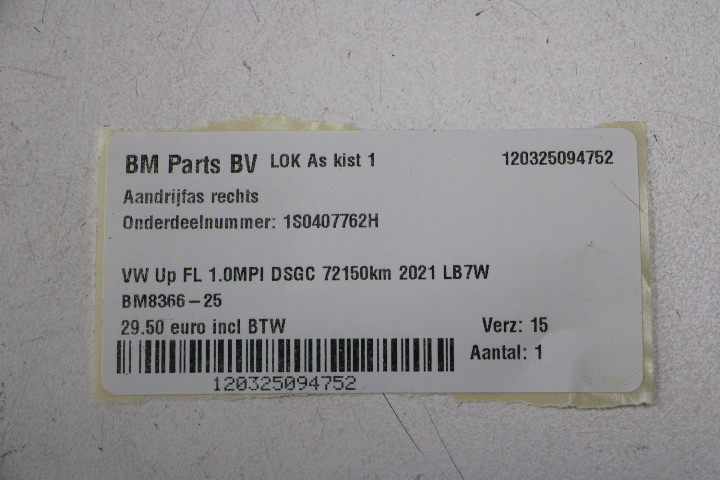 BM Parts BV LOK As kist 1 120325094752
Aandrijfas rechts
Onderdeelnummer: 1S0407762H
VW Up FL 1.0MPI DSGC 72150km 2021 LB7W
BM8366-25
29.50 euro incl BTW Verz: 15
Aantal: 1
120325094752